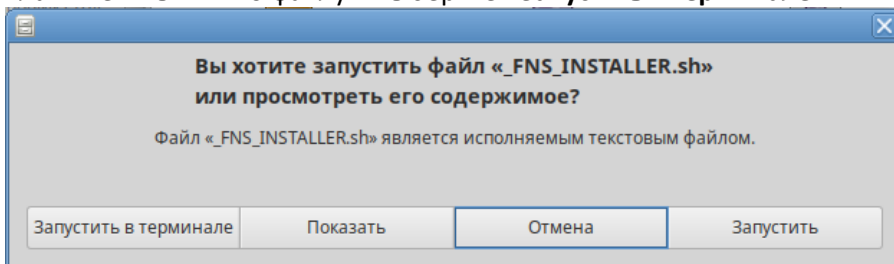 Вы хотите запустить файл «_FNS_INSTALLER.sh»
или просмотреть его содержимое?
Файл «_FNS_INSTALLER.sh» является исполняемым текстовым файлом.
Запустить в терминале Показать Отмена Запустить